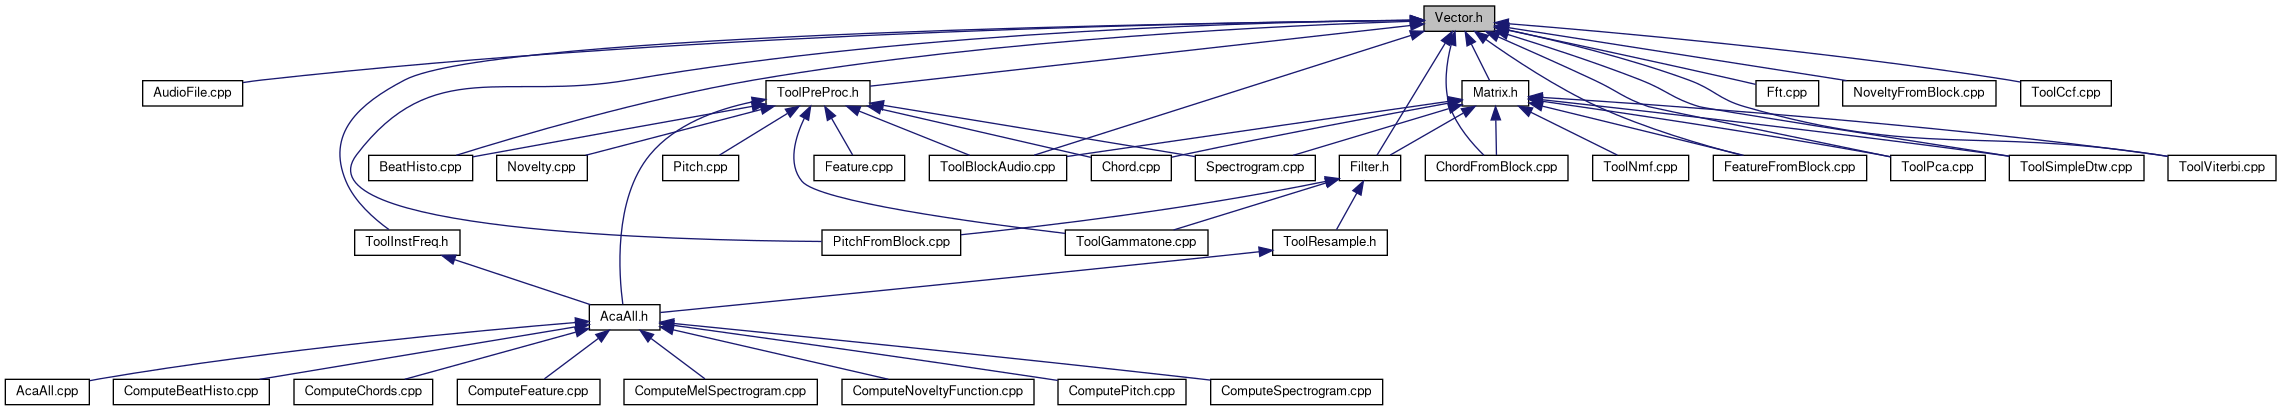 Vector.h
AudioFile.cpp
ToolPreProc.h
Matrix.h
Fft.cpp
NoveltyFromBlock.cpp
ToolCcf.cpp
BeatHisto.cpp
Novelty.cpp
Pitch.cpp
Feature.cpp
ToolBlockAudio.cpp
Chord.cpp
Spectrogram.cpp
Filter.h
ChordFromBlock.cpp
ToolNmf.cpp
FeatureFromBlock.cpp
ToolPca.cpp
ToolSimpleDtw.cpp
ToolViterbi.cpp
ToolInstFreq.h
PitchFromBlock.cpp
ToolGammatone.cpp
ToolResample.h
AcaAll.h
AcaAll.cpp
ComputeBeatHisto.cpp
ComputeChords.cpp
ComputeFeature.cpp
ComputeMelSpectrogram.cpp
ComputeNoveltyFunction.cpp
ComputePitch.cpp
ComputeSpectrogram.cpp